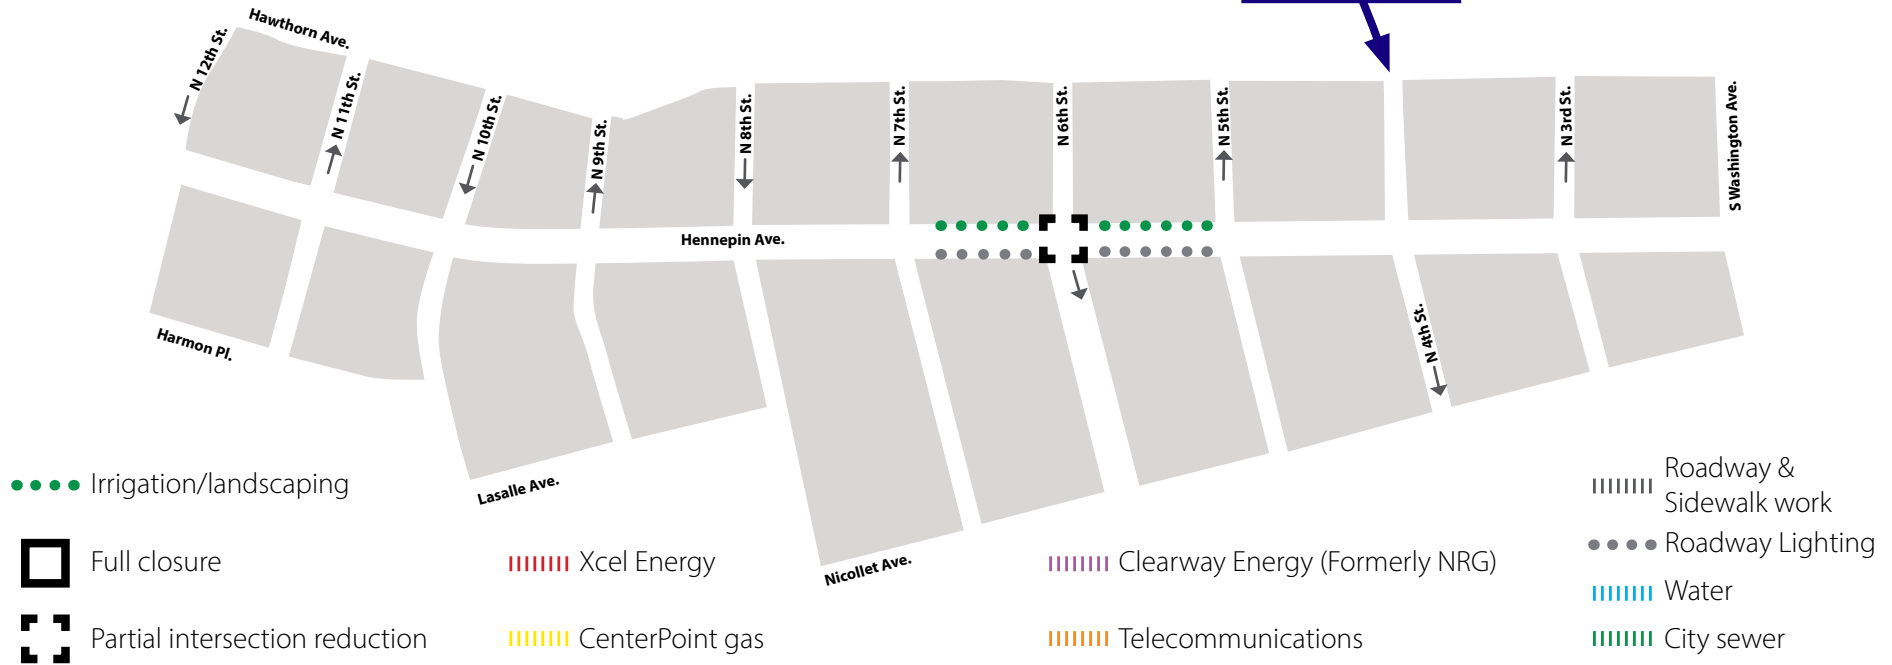 Hawthorn Ave.
N 12th St.
N 11th St.
N 10th St.
N 9th St.
N 8th St.
N 7th St.
N 6th St.
N 5th St.
N 3rd St.
S Washington Ave.
Hennepin Ave.
N 4th St.
Harmon Pl.
Lasalle Ave.
Nicollet Ave.
Irrigation/landscaping
Full closure
Partial intersection reduction
Xcel Energy
CenterPoint gas
Clearway Energy (Formerly NRG)
Telecommunications
Roadway &
Sidewalk work
Roadway Lighting
Water
City sewer